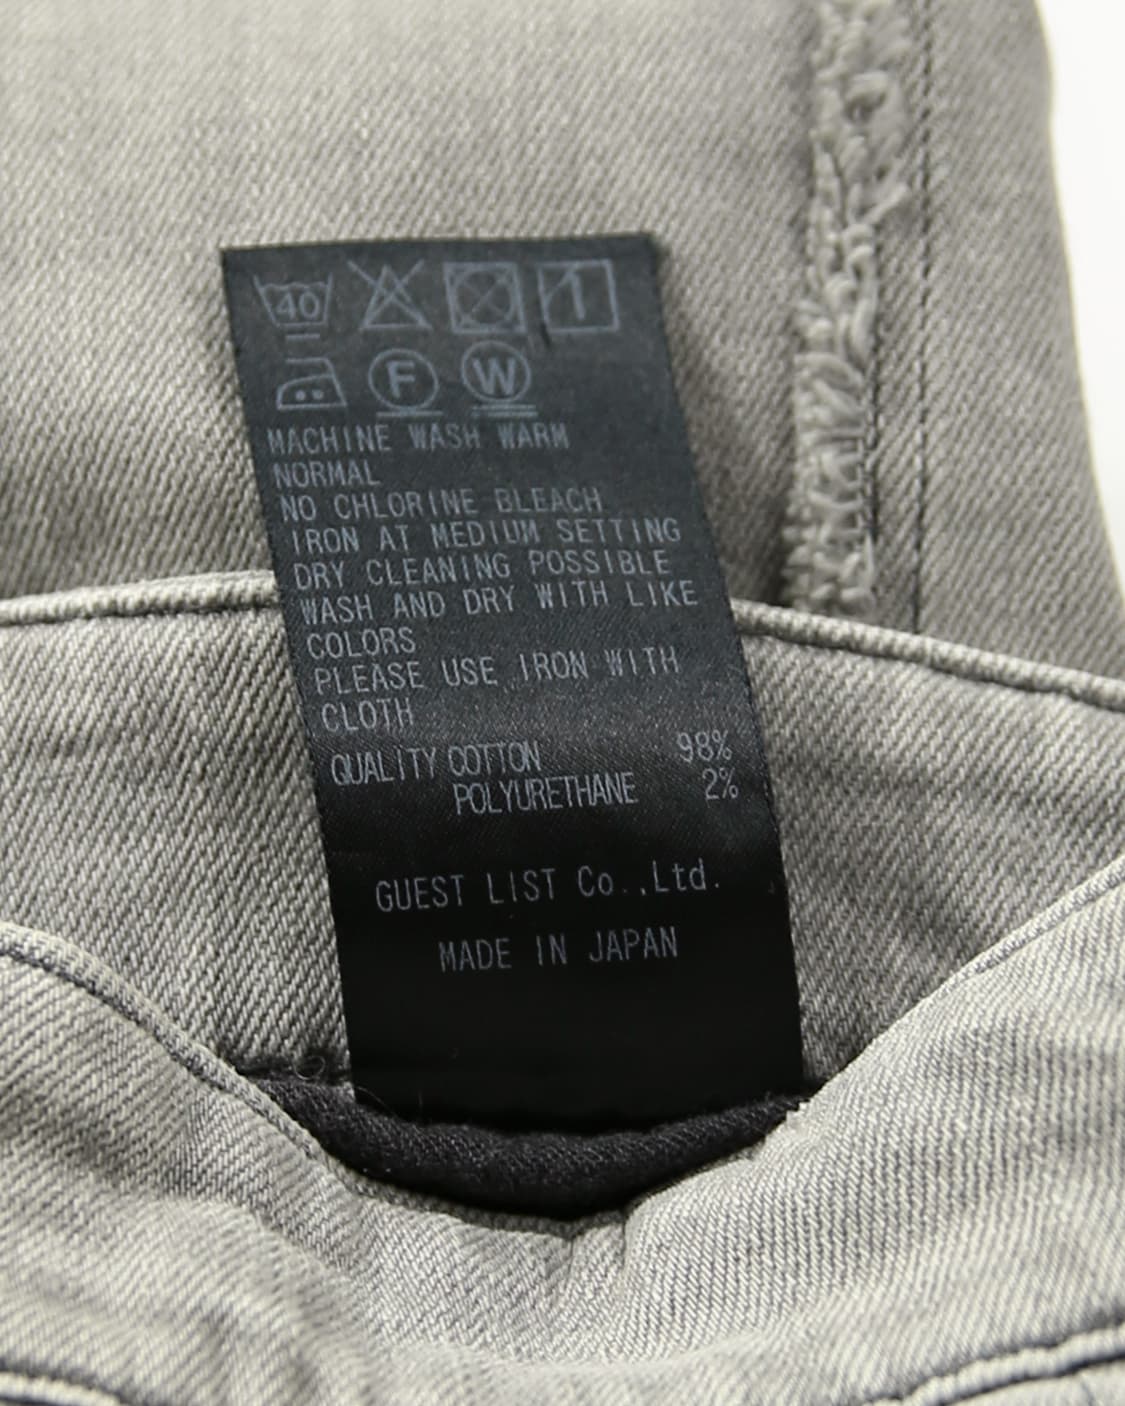 40
F W
MACHINE WASH WARM
NORMAL
NO CHLORINE BLEACH
IRON AT MEDIUM SETTING
DRY CLEANING POSSIBLE
WASH AND DRY WITH LIKE
COLORS
PLEASE USE IRON WITH
CLOTH
QUALITY COTTON 98%
POLYURETHANE 2%
GUEST LIST Co.,Ltd.
MADE IN JAPAN